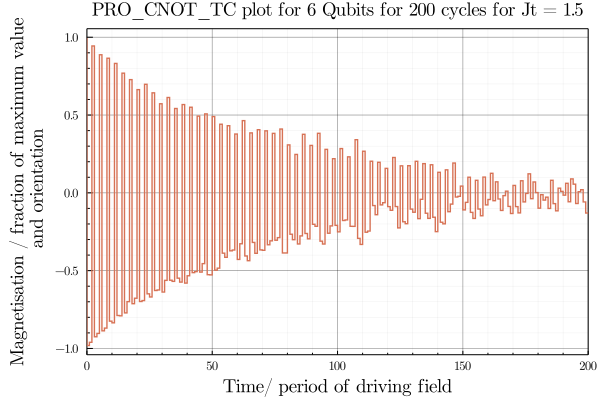 PRO_CNOT_TC plot for 6 Qubits for 200 cycles for Jt = 1.5
Magnetisation / fraction of maximum value
and orientation
1.0
0.5
0.0
−0.5
−1.0
0
50
100
150
200
Time/ period of driving field